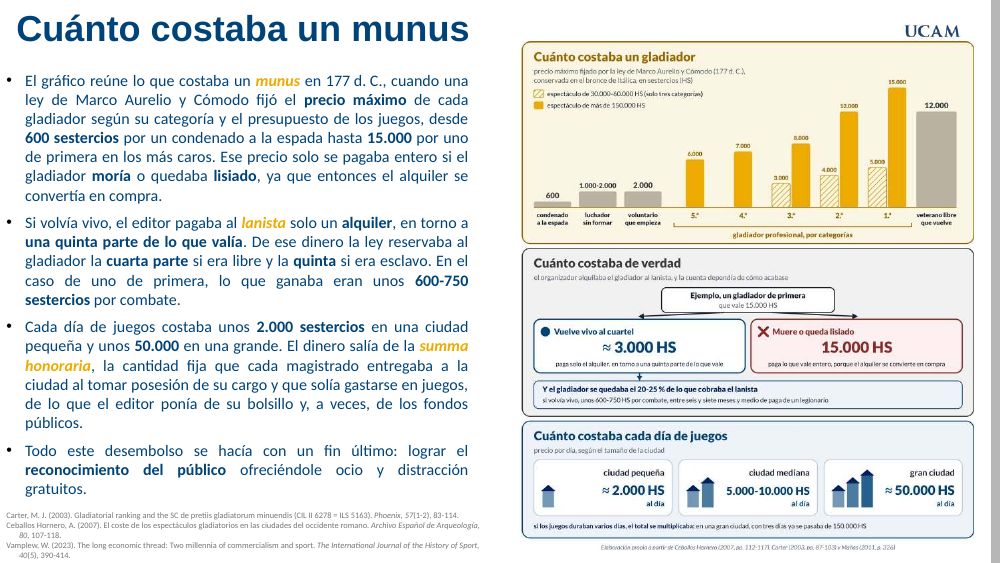 Cuánto costaba un munus
UCAM
• El gráfico reúne lo que costaba un munus en 177 d. C., cuando una
ley de Marco Aurelio y Cómodo fijó el precio máximo de cada
gladiador según su categoría y el presupuesto de los juegos, desde
600 sestercios por un condenado a la espada hasta 15.000 por uno
de primera en los más caros. Ese precio solo se pagaba entero si el
gladiador moría o quedaba lisiado, ya que entonces el alquiler se
convertía en compra.
• Si volvía vivo, el editor pagaba al lanista solo un alquiler, en torno a
una quinta parte de lo que valía. De ese dinero la ley reservaba al
gladiador la cuarta parte si era libre y la quinta si era esclavo. En el
caso de uno de primera, lo que ganaba eran unos 600-750
sestercios por combate.
• Cada día de juegos costaba unos 2.000 sestercios en una ciudad
pequeña y unos 50.000 en una grande. El dinero salía de la summa
honoraria, la cantidad fija que cada magistrado entregaba a la
ciudad al tomar posesión de su cargo y que solía gastarse en juegos,
de lo que el editor ponía de su bolsillo y, a veces, de los fondos
públicos.
• Todo este desembolso se hacía con un fin último: lograr el
reconocimiento del público ofreciéndole ocio y distracción
gratuitos.
Carter, M. J. (2003). Gladiatorial ranking and the SC de pretiis gladiatorum minuendis (CIL II 6278 = ILS 5163). Phoenix, 57(1-2), 83-114.
Ceballos Hornero, A. (2007). El coste de los espectáculos gladiatorios en las ciudades del occidente romano. Archivo Español de Arqueología,
80, 107-118.
Vamplew, W. (2023). The long economic thread: Two millennia of commercialism and sport. The International Journal of the History of Sport,
40(5), 390-414.
Cuánto costaba un gladiador
precio máximo fijado por la ley de Marco Aurelio y Cómodo (177 d. C.),
conservada en el bronce de Itálica, en sestercios (HS)
espectáculo de 30.000-60.000 HS (solo tres categorías)
espectáculo de más de 150.000 HS
600
1.000-2.000
2.000
6.000
7.000
3.000
8.000
4.000
12.000
5.000
15.000
12.000
condenado
a la espada
luchador
sin formar
voluntario
que empieza
5.ª
4.ª
3.ª
2.ª
1.ª
veterano libre
que vuelve
gladiador profesional, por categorías
Cuánto costaba de verdad
el organizador alquilaba el gladiador al lanista, y la cuenta dependía de cómo acabase
Ejemplo, un gladiador de primera
que vale 15.000 HS
Vuelve vivo al cuartel
≈ 3.000 HS
paga solo el alquiler, en torno a una quinta parte de lo que vale
Muere o queda lisiado
15.000 HS
paga lo que vale entero, porque el alquiler se convierte en compra
Y el gladiador se quedaba el 20-25 % de lo que cobraba el lanista
si volvía vivo, unos 600-750 HS por combate, entre seis y siete meses y medio de paga de un legionario
Cuánto costaba cada día de juegos
precio por día, según el tamaño de la ciudad
ciudad pequeña
≈ 2.000 HS
ciudad mediana
5.000-10.000 HS
gran ciudad
≈ 50.000 HS
si los juegos duraban varios días, el total se multiplicaba: en una gran ciudad, con tres días ya se pasaba de 150.000 HS
Elaboración propia a partir de Ceballos Hornero (2007, pp. 112-117), Carter (2003, pp. 87-103) y Mañas (2011, p. 326)